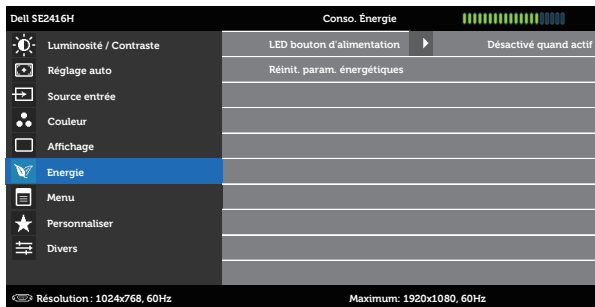 Dell SE2416H Conso. Énergie
Luminosité / Contraste LED bouton d'alimentation Désactivé quand actif
Réglage auto Réinit. param. énergétiques
Source entrée
Couleur
Affichage
Energie
Menu
Personnaliser
Divers
Résolution : 1024x768, 60Hz Maximum: 1920x1080, 60Hz